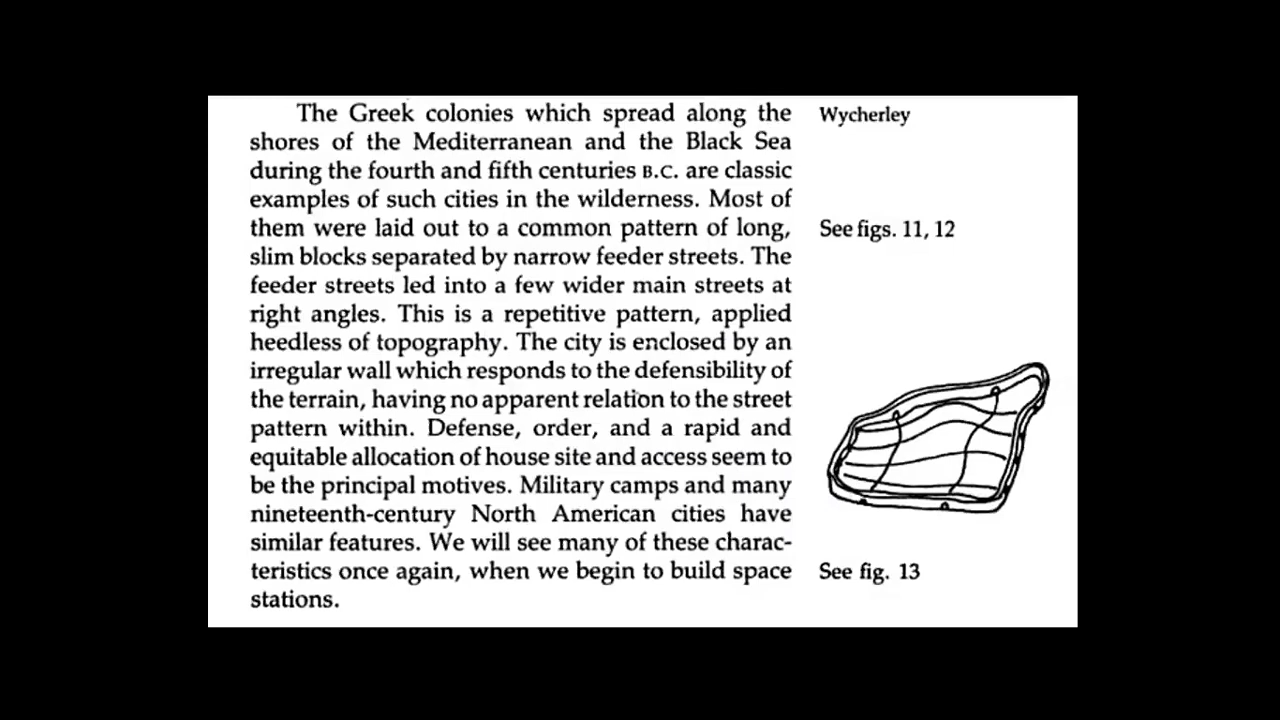 The Greek colonies which spread along the
shores of the Mediterranean and the Black Sea
during the fourth and fifth centuries B.C. are classic
examples of such cities in the wilderness. Most of
them were laid out to a common pattern of long,
slim blocks separated by narrow feeder streets. The
feeder streets led into a few wider main streets at
right angles. This is a repetitive pattern, applied
heedless of topography. The city is enclosed by an
irregular wall which responds to the defensibility of
the terrain, having no apparent relation to the street
pattern within. Defense, order, and a rapid and
equitable allocation of house site and access seem to
be the principal motives. Military camps and many
nineteenth-century North American cities have
similar features. We will see many of these charac-
teristics once again, when we begin to build space
stations.
Wycherley
See figs. 11, 12
See fig. 13